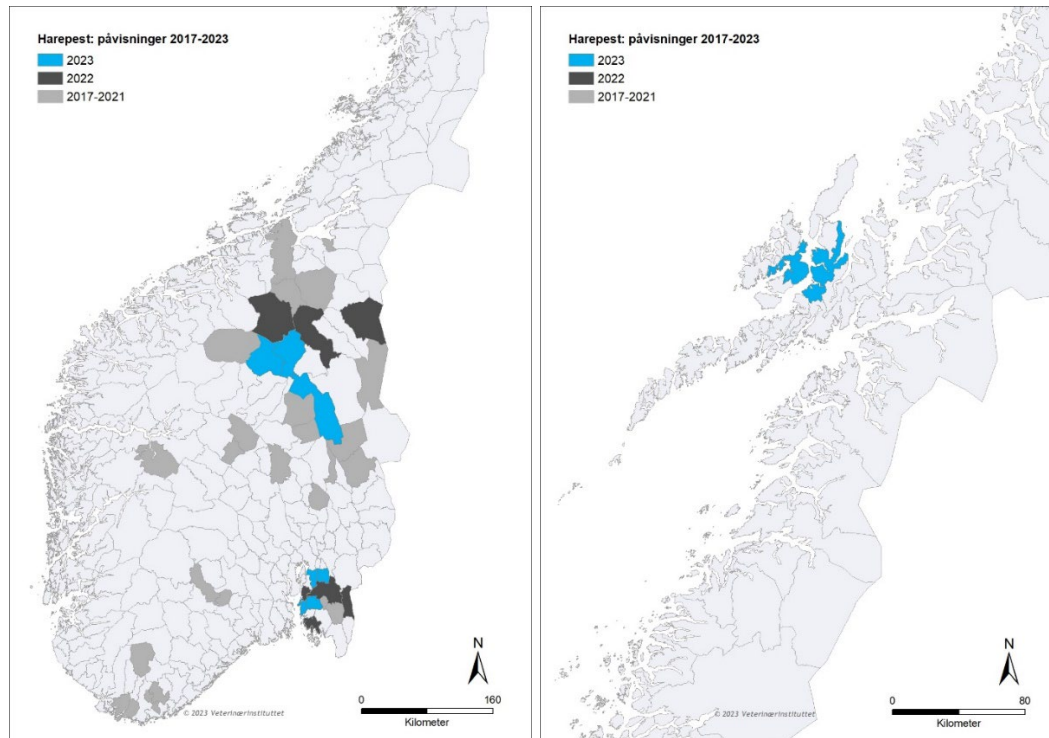 Harepest: påvisninger 2017-2023
2023
2022
2017-2021
N
0 160
Kilometer
© 2023 Veterinærinstituttet
Harepest: påvisninger 2017-2023
2023
2022
2017-2021
N
0 80
Kilometer
© 2023 Veterinærinstituttet